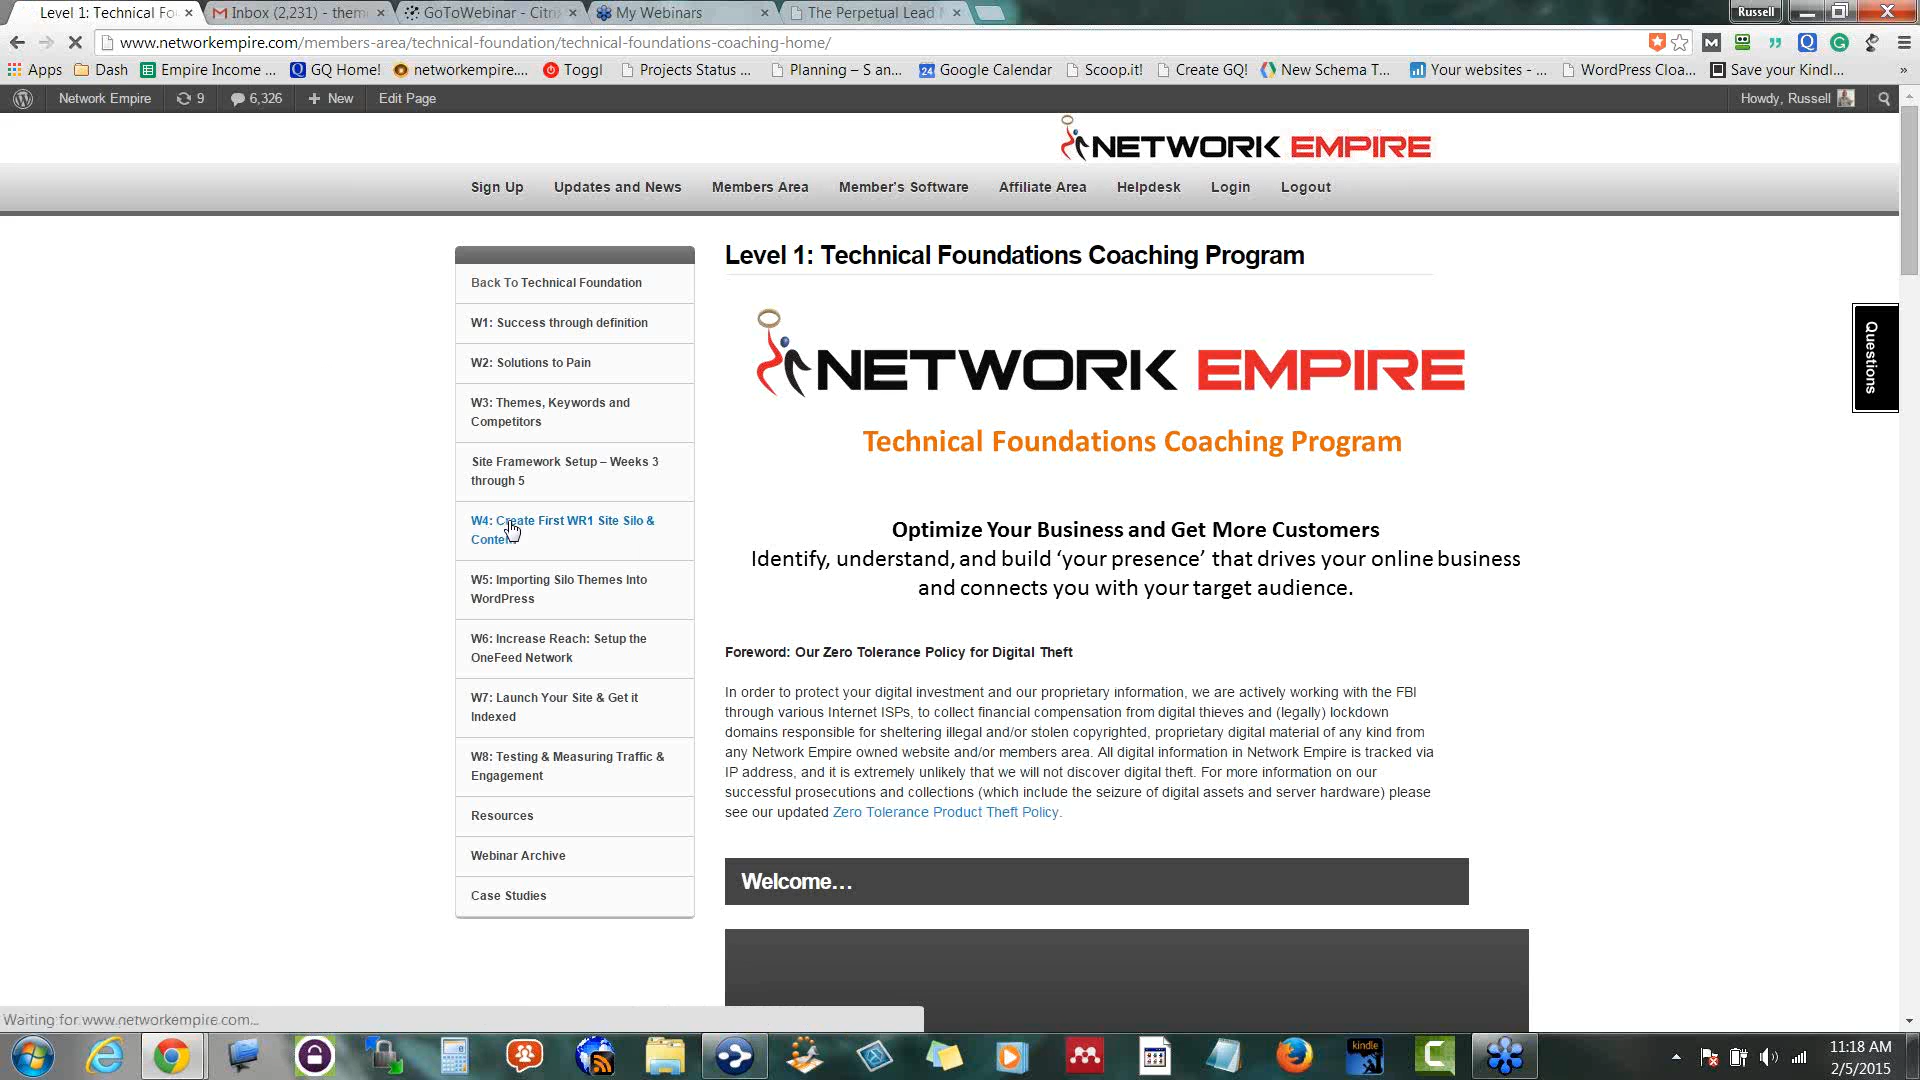 Level 1: Technical Fo
Inbox (2,231) - them
GoToWebinar - Citri
My Webinars
The Perpetual Lead
Russell
www.networkempire.com/members-area/technical-foundation/technical-foundations-coaching-home/
Apps
Dash
Empire Income ...
GQ Home!
networkempire....
Toggl
Projects Status ...
Planning – S an...
Google Calendar
Scoop.it!
Create GQ!
New Schema T...
Your websites - ...
WordPress Cloa...
Save your Kindl...
»
Network Empire
9
6,326
+ New
Edit Page
Howdy, Russell
NETWORK EMPIRE
Sign Up
Updates and News
Members Area
Member's Software
Affiliate Area
Helpdesk
Login
Logout
Back To Technical Foundation
W1: Success through definition
W2: Solutions to Pain
W3: Themes, Keywords and
Competitors
Site Framework Setup – Weeks 3
through 5
W4: Create First WR1 Site Silo &
Content
W5: Importing Silo Themes Into
WordPress
W6: Increase Reach: Setup the
OneFeed Network
W7: Launch Your Site & Get it
Indexed
W8: Testing & Measuring Traffic &
Engagement
Resources
Webinar Archive
Case Studies
Level 1: Technical Foundations Coaching Program
NETWORK EMPIRE
Technical Foundations Coaching Program
Optimize Your Business and Get More Customers
Identify, understand, and build ‘your presence’ that drives your online business
and connects you with your target audience.
Foreword: Our Zero Tolerance Policy for Digital Theft
In order to protect your digital investment and our proprietary information, we are actively working with the FBI
through various Internet ISPs, to collect financial compensation from digital thieves and (legally) lockdown
domains responsible for sheltering illegal and/or stolen copyrighted, proprietary digital material of any kind from
any Network Empire owned website and/or members area. All digital information in Network Empire is tracked via
IP address, and it is extremely unlikely that we will not discover digital theft. For more information on our
successful prosecutions and collections (which include the seizure of digital assets and server hardware) please
see our updated Zero Tolerance Product Theft Policy.
Welcome…
Questions
Waiting for www.networkempire.com...
kindle
11:18 AM
2/5/2015